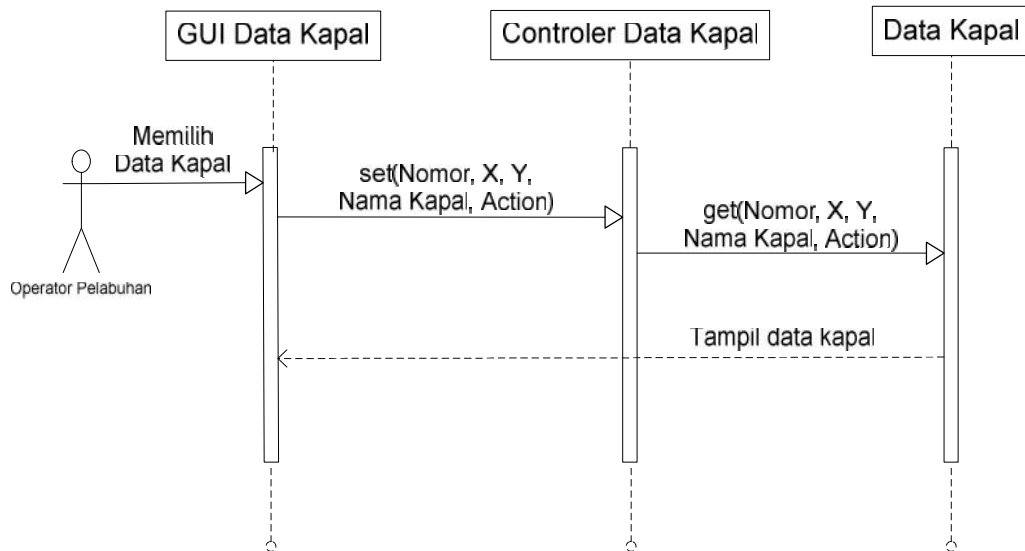 GUI Data Kapal
Controler Data Kapal
Data Kapal
Memilih
Data Kapal
set(Nomor, X, Y,
Nama Kapal, Action)
get(Nomor, X, Y,
Nama Kapal, Action)
Operator Pelabuhan
Tampil data kapal